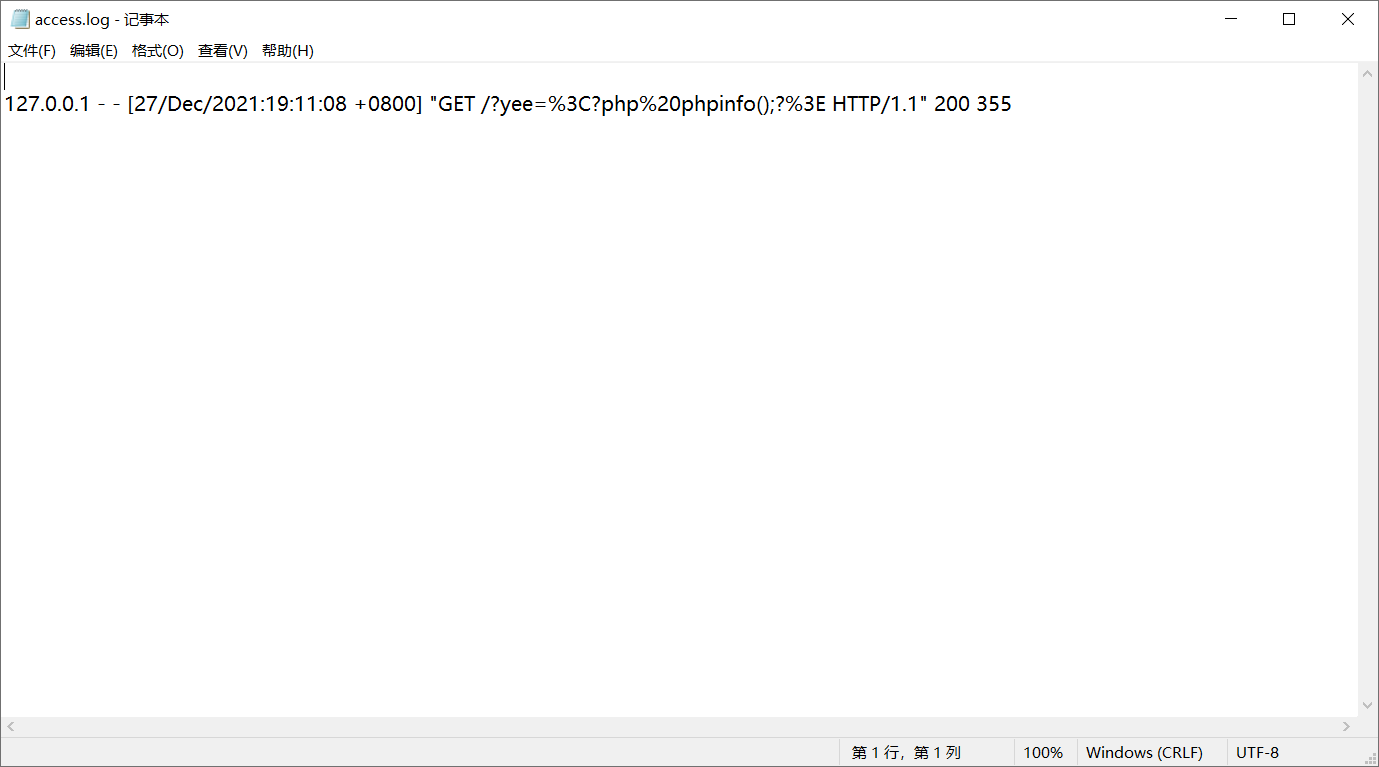 access.log - 记事本
文件(F) 编辑(E) 格式(O) 查看(V) 帮助(H)
127.0.0.1 - - [27/Dec/2021:19:11:08 +0800] "GET /?yee=%3C?php%20phpinfo();?%3E HTTP/1.1" 200 355
第 1 行，第 1 列 100% Windows (CRLF) UTF-8